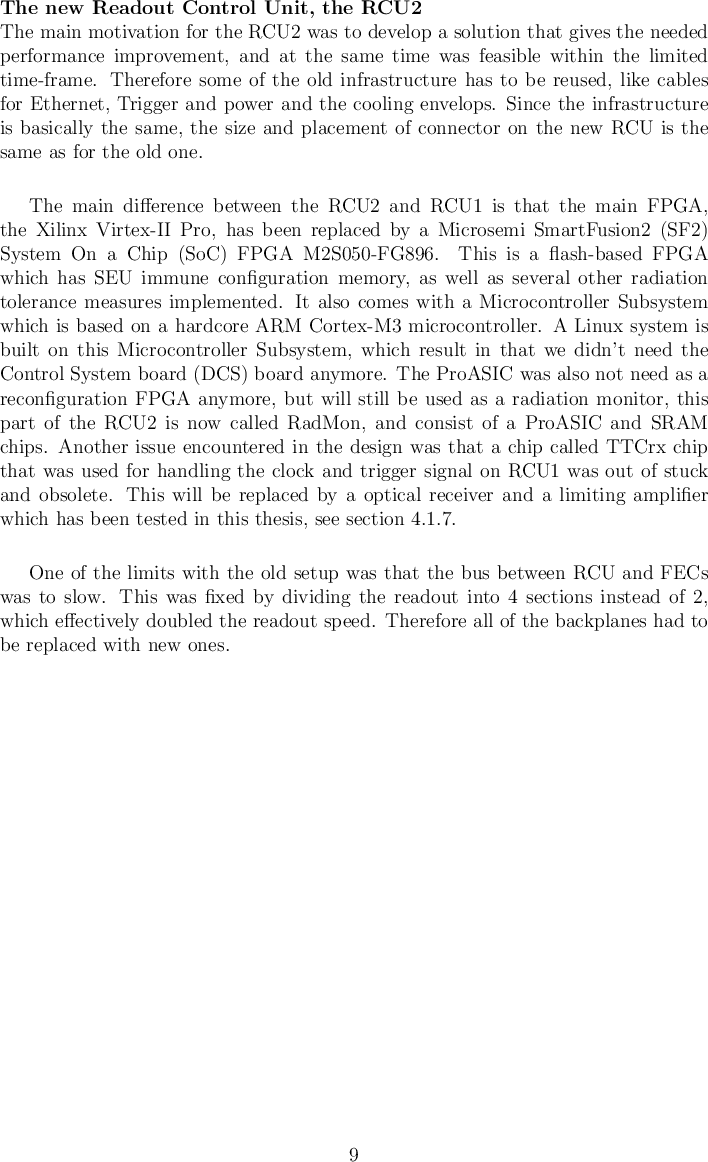 The new Readout Control Unit, the RCU2
The main motivation for the RCU2 was to develop a solution that gives the needed
performance improvement, and at the same time was feasible within the limited
time-frame. Therefore some of the old infrastructure has to be reused, like cables
for Ethernet, Trigger and power and the cooling envelops. Since the infrastructure
is basically the same, the size and placement of connector on the new RCU is the
same as for the old one.
The main difference between the RCU2 and RCU1 is that the main FPGA,
the Xilinx Virtex-II Pro, has been replaced by a Microsemi SmartFusion2 (SF2)
System On a Chip (SoC) FPGA M2S050-FG896. This is a flash-based FPGA
which has SEU immune configuration memory, as well as several other radiation
tolerance measures implemented. It also comes with a Microcontroller Subsystem
which is based on a hardcore ARM Cortex-M3 microcontroller. A Linux system is
built on this Microcontroller Subsystem, which result in that we didn't need the
Control System board (DCS) board anymore. The ProASIC was also not need as a
reconfiguration FPGA anymore, but will still be used as a radiation monitor, this
part of the RCU2 is now called RadMon, and consist of a ProASIC and SRAM
chips. Another issue encountered in the design was that a chip called TTCrx chip
that was used for handling the clock and trigger signal on RCU1 was out of stuck
and obsolete. This will be replaced by a optical receiver and a limiting amplifier
which has been tested in this thesis, see section 4.1.7.
One of the limits with the old setup was that the bus between RCU and FECs
was to slow. This was fixed by dividing the readout into 4 sections instead of 2,
which effectively doubled the readout speed. Therefore all of the backplanes had to
be replaced with new ones.
9